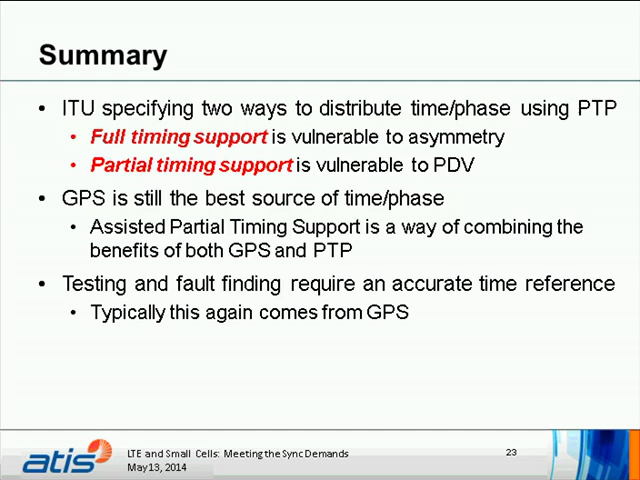 Summary
• ITU specifying two ways to distribute time/phase using PTP
• Full timing support is vulnerable to asymmetry
• Partial timing support is vulnerable to PDV
• GPS is still the best source of time/phase
• Assisted Partial Timing Support is a way of combining the
benefits of both GPS and PTP
• Testing and fault finding require an accurate time reference
• Typically this again comes from GPS
atis
LTE and Small Cells: Meeting the Sync Demands
May13, 2014
23